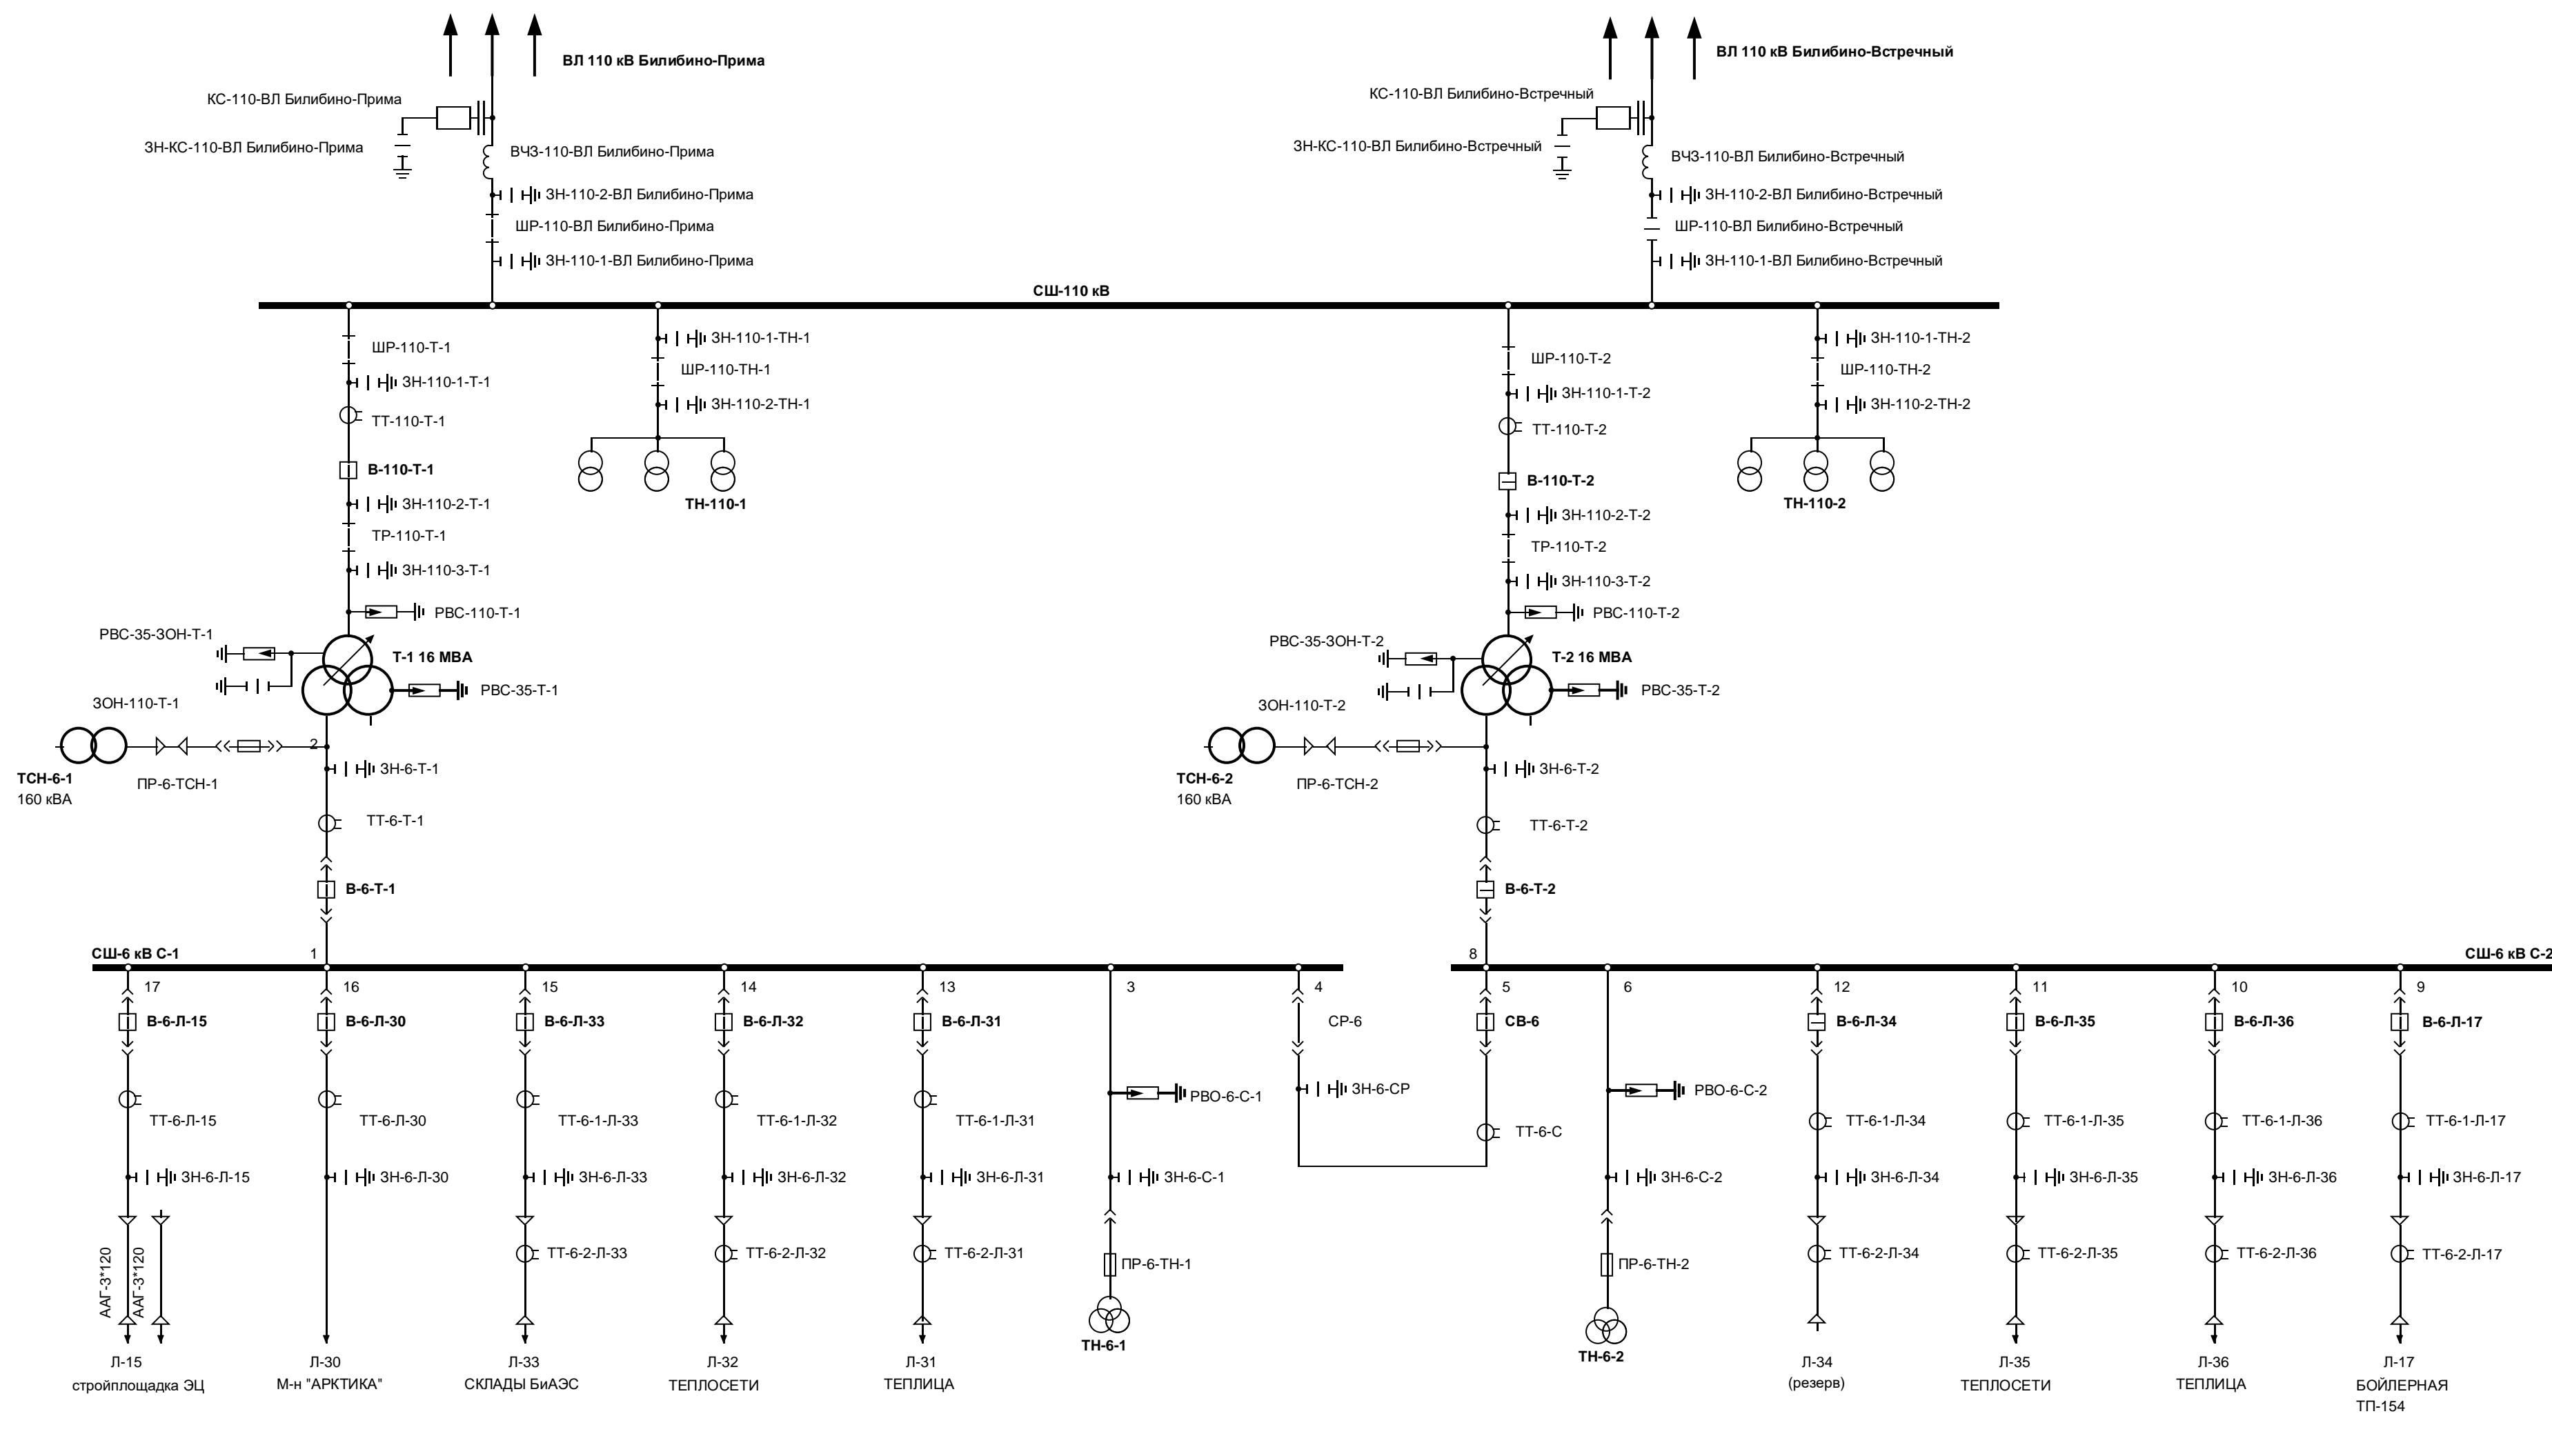 ВЛ 110 кВ Билибино-Прима
ВЛ 110 кВ Билибино-Встречный
КС-110-ВЛ Билибино-Прима
КС-110-ВЛ Билибино-Встречный
ЗН-КС-110-ВЛ Билибино-Прима
ВЧЗ-110-ВЛ Билибино-Прима
ЗН-КС-110-ВЛ Билибино-Встречный
ВЧЗ-110-ВЛ Билибино-Встречный
ЗН-110-2-ВЛ Билибино-Прима
ЗН-110-2-ВЛ Билибино-Встречный
ШР-110-ВЛ Билибино-Прима
ШР-110-ВЛ Билибино-Встречный
ЗН-110-1-ВЛ Билибино-Прима
ЗН-110-1-ВЛ Билибино-Встречный
СШ-110 кВ
ШР-110-Т-1
ЗН-110-1-Т-1
ТТ-110-Т-1
В-110-Т-1
ЗН-110-2-Т-1
ТР-110-Т-1
ЗН-110-3-Т-1
РВС-110-Т-1
ЗН-110-1-ТН-1
ШР-110-ТН-1
ЗН-110-2-ТН-1
ТН-110-1
ШР-110-Т-2
ЗН-110-1-Т-2
ТТ-110-Т-2
В-110-Т-2
ЗН-110-2-Т-2
ТР-110-Т-2
ЗН-110-3-Т-2
РВС-110-Т-2
ЗН-110-1-ТН-2
ШР-110-ТН-2
ЗН-110-2-ТН-2
ТН-110-2
РВС-35-ЗОН-Т-1
Т-1 16 МВА
РВС-35-Т-1
ЗОН-110-Т-1
2
ТСН-6-1
160 кВА
ПР-6-ТСН-1
ЗН-6-Т-1
ТТ-6-Т-1
В-6-Т-1
РВС-35-ЗОН-Т-2
Т-2 16 МВА
РВС-35-Т-2
ЗОН-110-Т-2
ТСН-6-2
160 кВА
ПР-6-ТСН-2
ЗН-6-Т-2
ТТ-6-Т-2
В-6-Т-2
СШ-6 кВ С-1
1
8
СШ-6 кВ С-2
17
16
15
14
13
3
4
5
6
12
11
10
9
В-6-Л-15
В-6-Л-30
В-6-Л-33
В-6-Л-32
В-6-Л-31
СР-6
СВ-6
В-6-Л-34
В-6-Л-35
В-6-Л-36
В-6-Л-17
РВО-6-С-1
ЗН-6-СР
РВО-6-С-2
ТТ-6-Л-15
ТТ-6-Л-30
ТТ-6-1-Л-33
ТТ-6-1-Л-32
ТТ-6-1-Л-31
ТТ-6-С
ТТ-6-1-Л-34
ТТ-6-1-Л-35
ТТ-6-1-Л-36
ТТ-6-1-Л-17
ЗН-6-Л-15
ЗН-6-Л-30
ЗН-6-Л-33
ЗН-6-Л-32
ЗН-6-Л-31
ЗН-6-С-1
ЗН-6-С-2
ЗН-6-Л-34
ЗН-6-Л-35
ЗН-6-Л-36
ЗН-6-Л-17
ААГ-3*120
ААГ-3*120
ТТ-6-2-Л-33
ТТ-6-2-Л-32
ТТ-6-2-Л-31
ПР-6-ТН-1
ПР-6-ТН-2
ТТ-6-2-Л-34
ТТ-6-2-Л-35
ТТ-6-2-Л-36
ТТ-6-2-Л-17
ТН-6-1
ТН-6-2
Л-15
стройплощадка ЭЦ
Л-30
М-н "АРКТИКА"
Л-33
СКЛАДЫ БиАЭС
Л-32
ТЕПЛОСЕТИ
Л-31
ТЕПЛИЦА
Л-34
(резерв)
Л-35
ТЕПЛОСЕТИ
Л-36
ТЕПЛИЦА
Л-17
БОЙЛЕРНАЯ
ТП-154